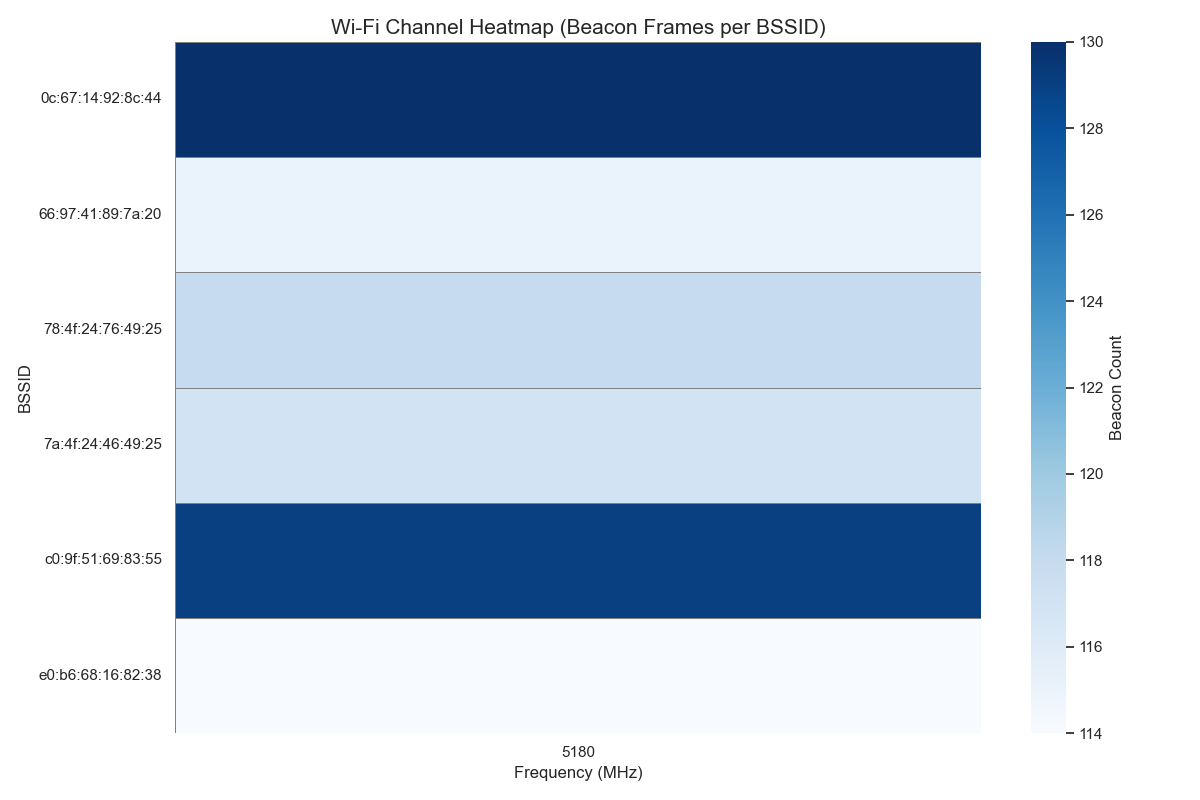 Wi-Fi Channel Heatmap (Beacon Frames per BSSID)
BSSID
0c:67:14:92:8c:44
66:97:41:89:7a:20
78:4f:24:76:49:25
7a:4f:24:46:49:25
c0:9f:51:69:83:55
e0:b6:68:16:82:38
5180
Frequency (MHz)
130
128
126
124
122
120
118
116
114
Beacon Count